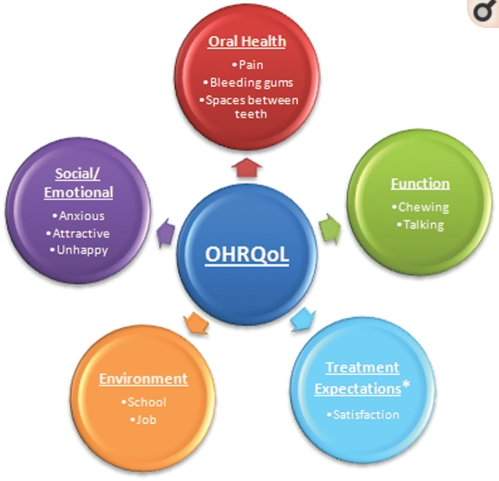 Oral Health
•Pain
•Bleeding gums
•Spaces between
teeth
Social/
Emotional
•Anxious
•Attractive
•Unhappy
Function
•Chewing
•Talking
OHRQoL
Environment
•School
•Job
Treatment
Expectations*
•Satisfaction